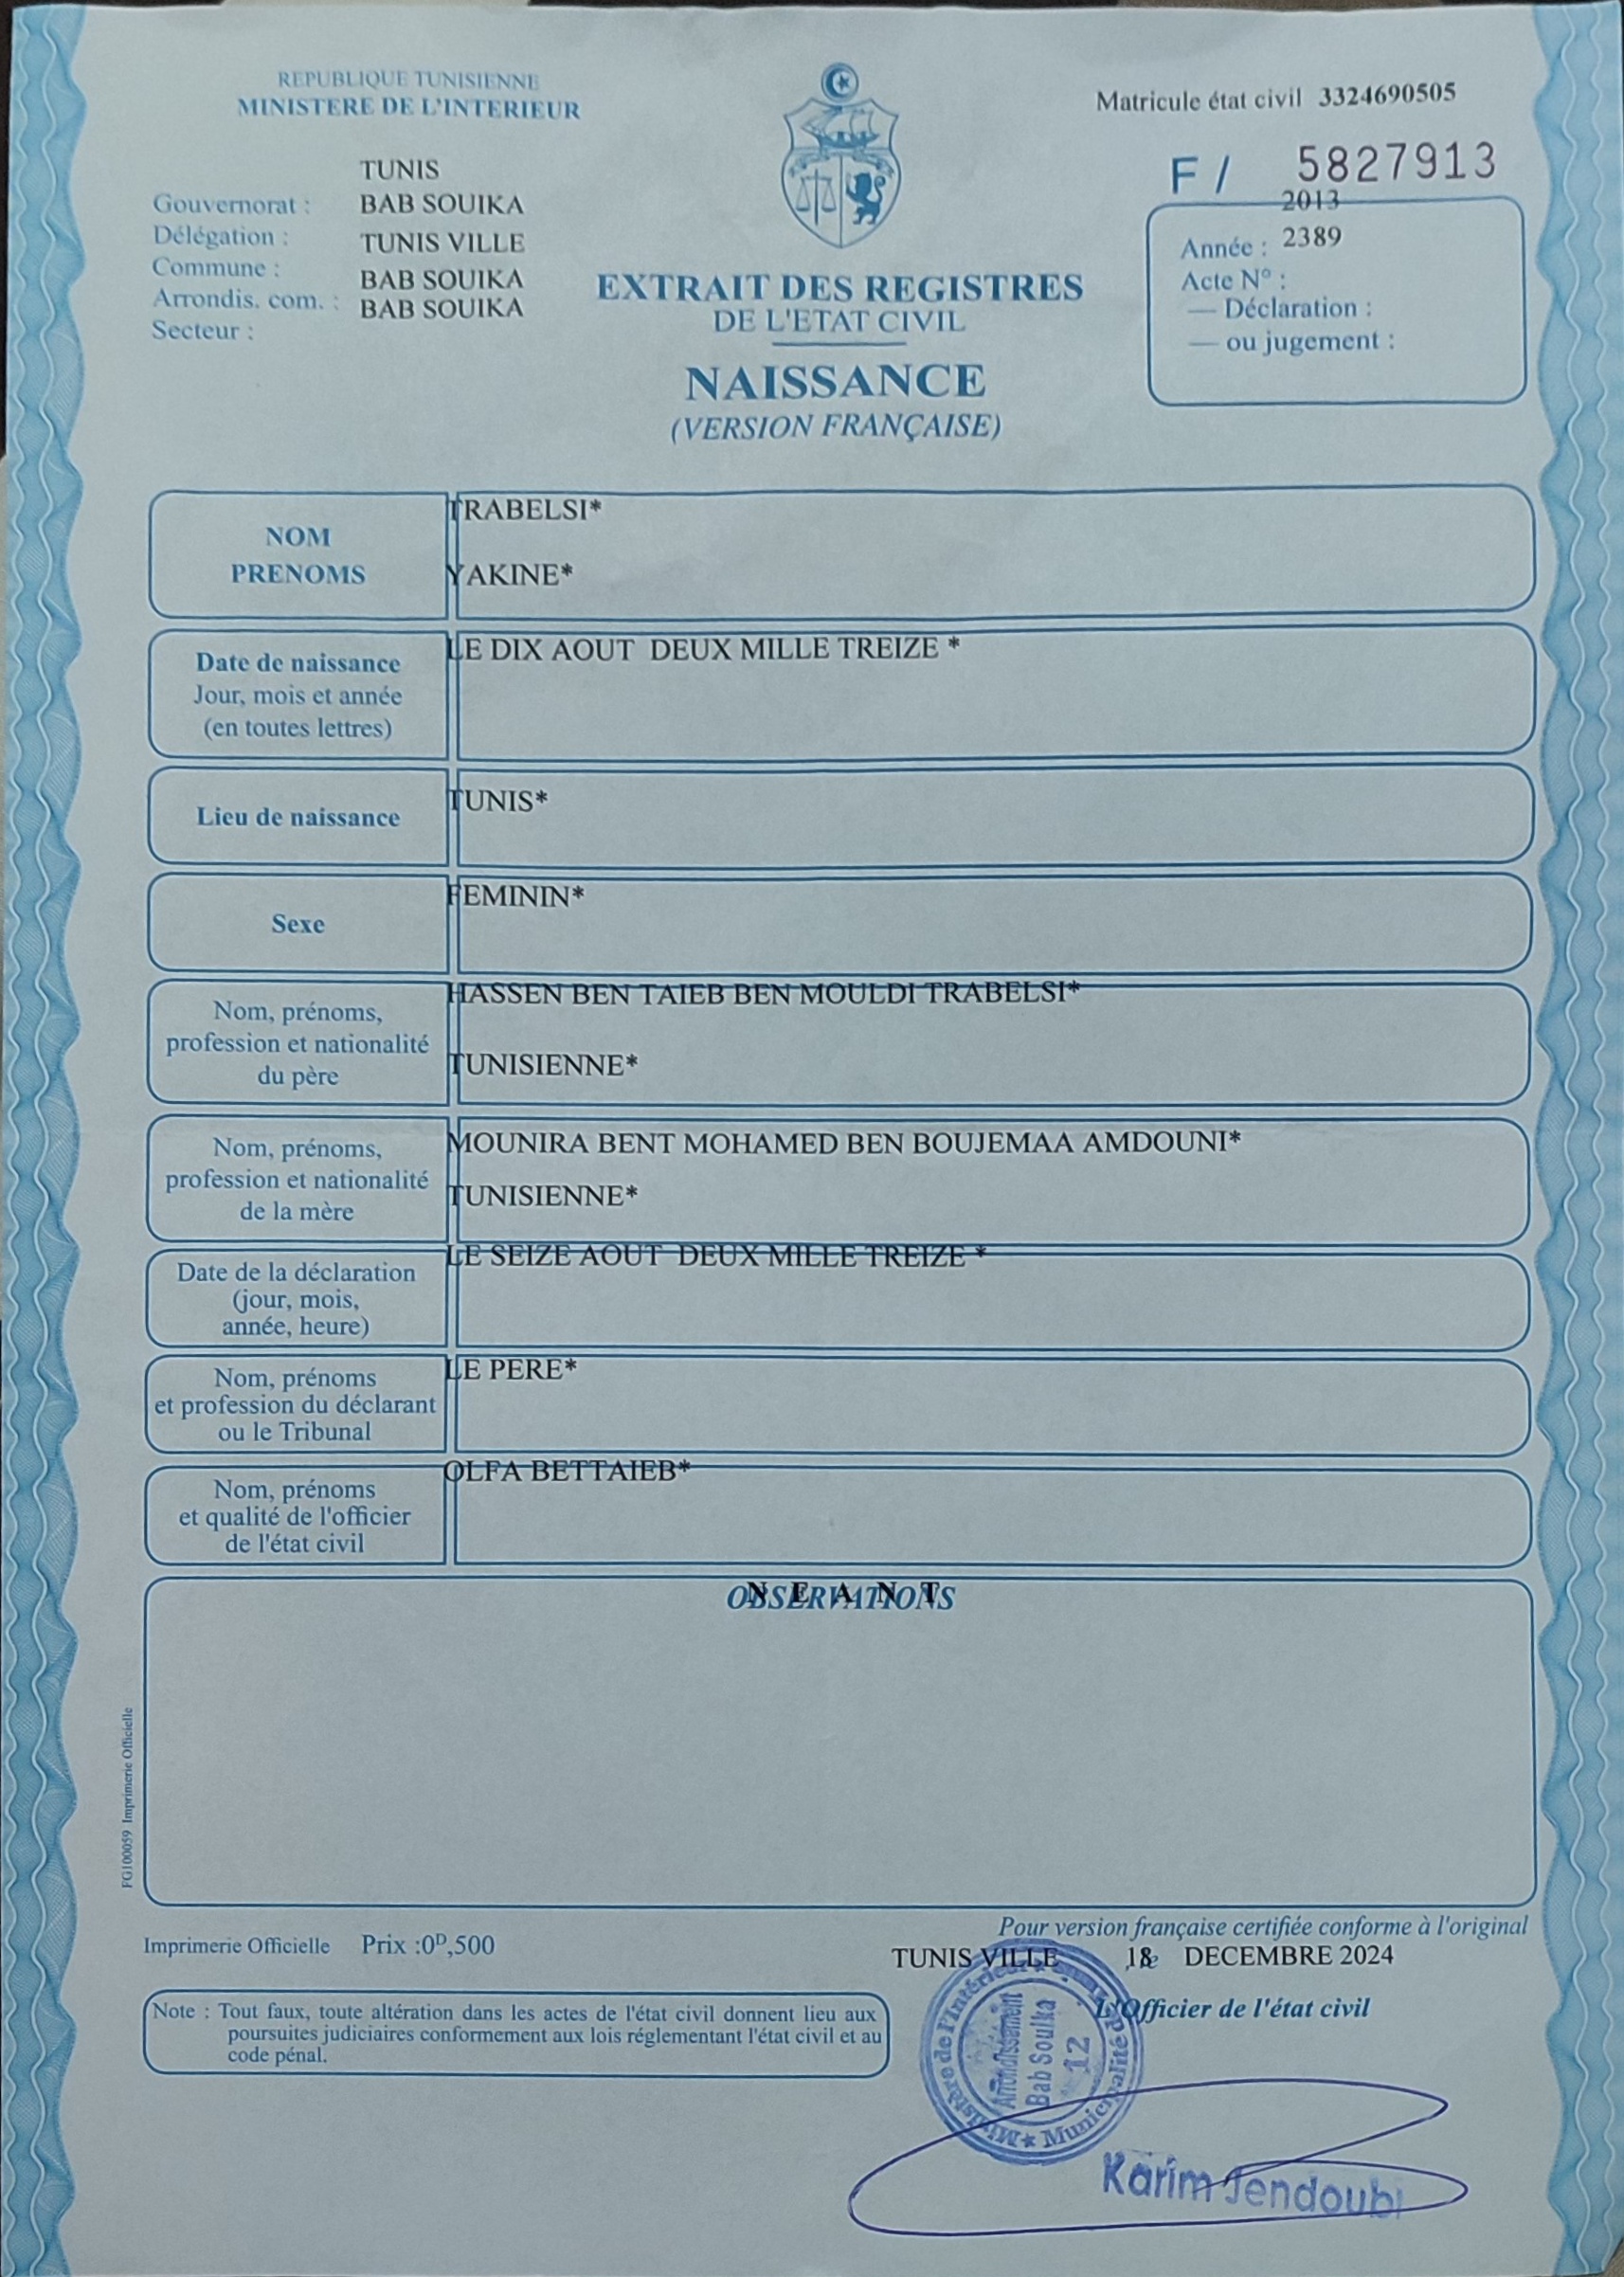 REPUBLIQUE TUNISIENNE
MINISTERE DE L'INTERIEUR
Matricule état civil 3324690505
F / 5827913
TUNIS
Gouvernorat : BAB SOUIKA
Délégation : TUNIS VILLE
Commune : BAB SOUIKA
Arrondis. com. : BAB SOUIKA
Secteur :
2013
Année : 2389
Acte N° :
— Déclaration :
— ou jugement :
EXTRAIT DES REGISTRES
DE L'ETAT CIVIL
NAISSANCE
(VERSION FRANÇAISE)
NOM
PRENOMS
TRABELSI*
YAKINE*
Date de naissance
Jour, mois et année
(en toutes lettres)
LE DIX AOUT DEUX MILLE TREIZE *
Lieu de naissance
TUNIS*
Sexe
FEMININ*
Nom, prénoms,
profession et nationalité
du père
HASSEN BEN TAIEB BEN MOULDI TRABELSI*
TUNISIENNE*
Nom, prénoms,
profession et nationalité
de la mère
MOUNIRA BENT MOHAMED BEN BOUJEMAA AMDOUNI*
TUNISIENNE*
Date de la déclaration
(jour, mois,
année, heure)
LE SEIZE AOUT DEUX MILLE TREIZE *
Nom, prénoms
et profession du déclarant
ou le Tribunal
LE PERE*
Nom, prénoms
et qualité de l'officier
de l'état civil
OLFA BETTAIEB*
OBSERVATIONS
N E A N T
FG100059 Imprimerie Officielle
Imprimerie Officielle Prix :0ᴰ,500
Pour version française certifiée conforme à l'original
TUNIS VILLE , le 18 DECEMBRE 2024
L'Officier de l'état civil
Note : Tout faux, toute altération dans les actes de l'état civil donnent lieu aux
poursuites judiciaires conformement aux lois réglementant l'état civil et au
code pénal.
Ministère de l'Intérieur
Municipalité de
Arrondissement
Bab Souika
12
Karim Jendoubi